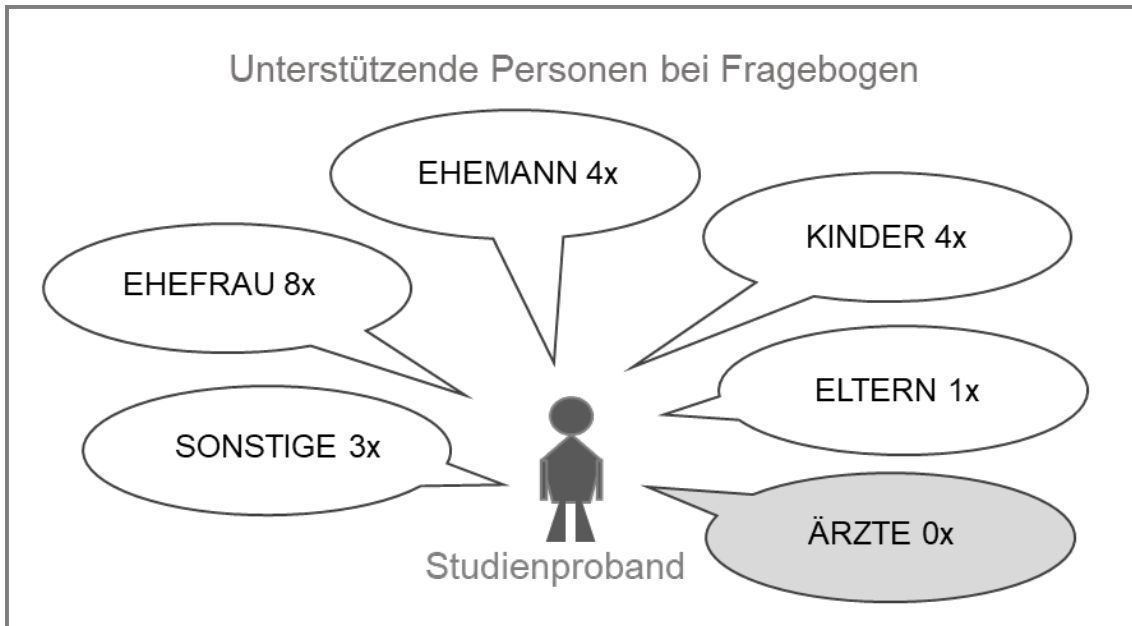 Unterstützende Personen bei Fragebogen
EHEMANN 4x
KINDER 4x
EHEFRAU 8x
ELTERN 1x
SONSTIGE 3x
ÄRZTE 0x
Studienproband